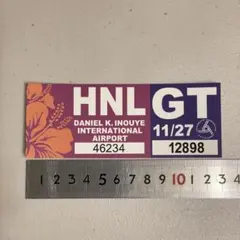 HNL GT
DANIEL K. INOUYE
INTERNATIONAL
AIRPORT
11/27
46234
12898
1 2 3 4 5 6 7 8 9 10 1 2 3